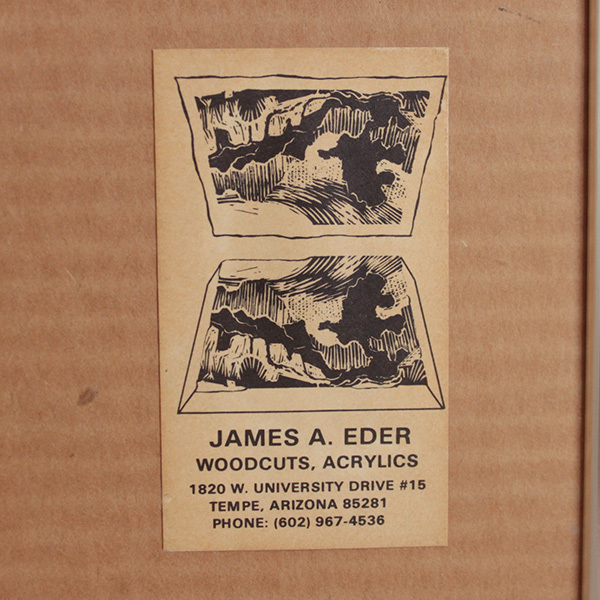 JAMES A. EDER
WOODCUTS, ACRYLICS
1820 W. UNIVERSITY DRIVE #15
TEMPE, ARIZONA 85281
PHONE: (602) 967-4536